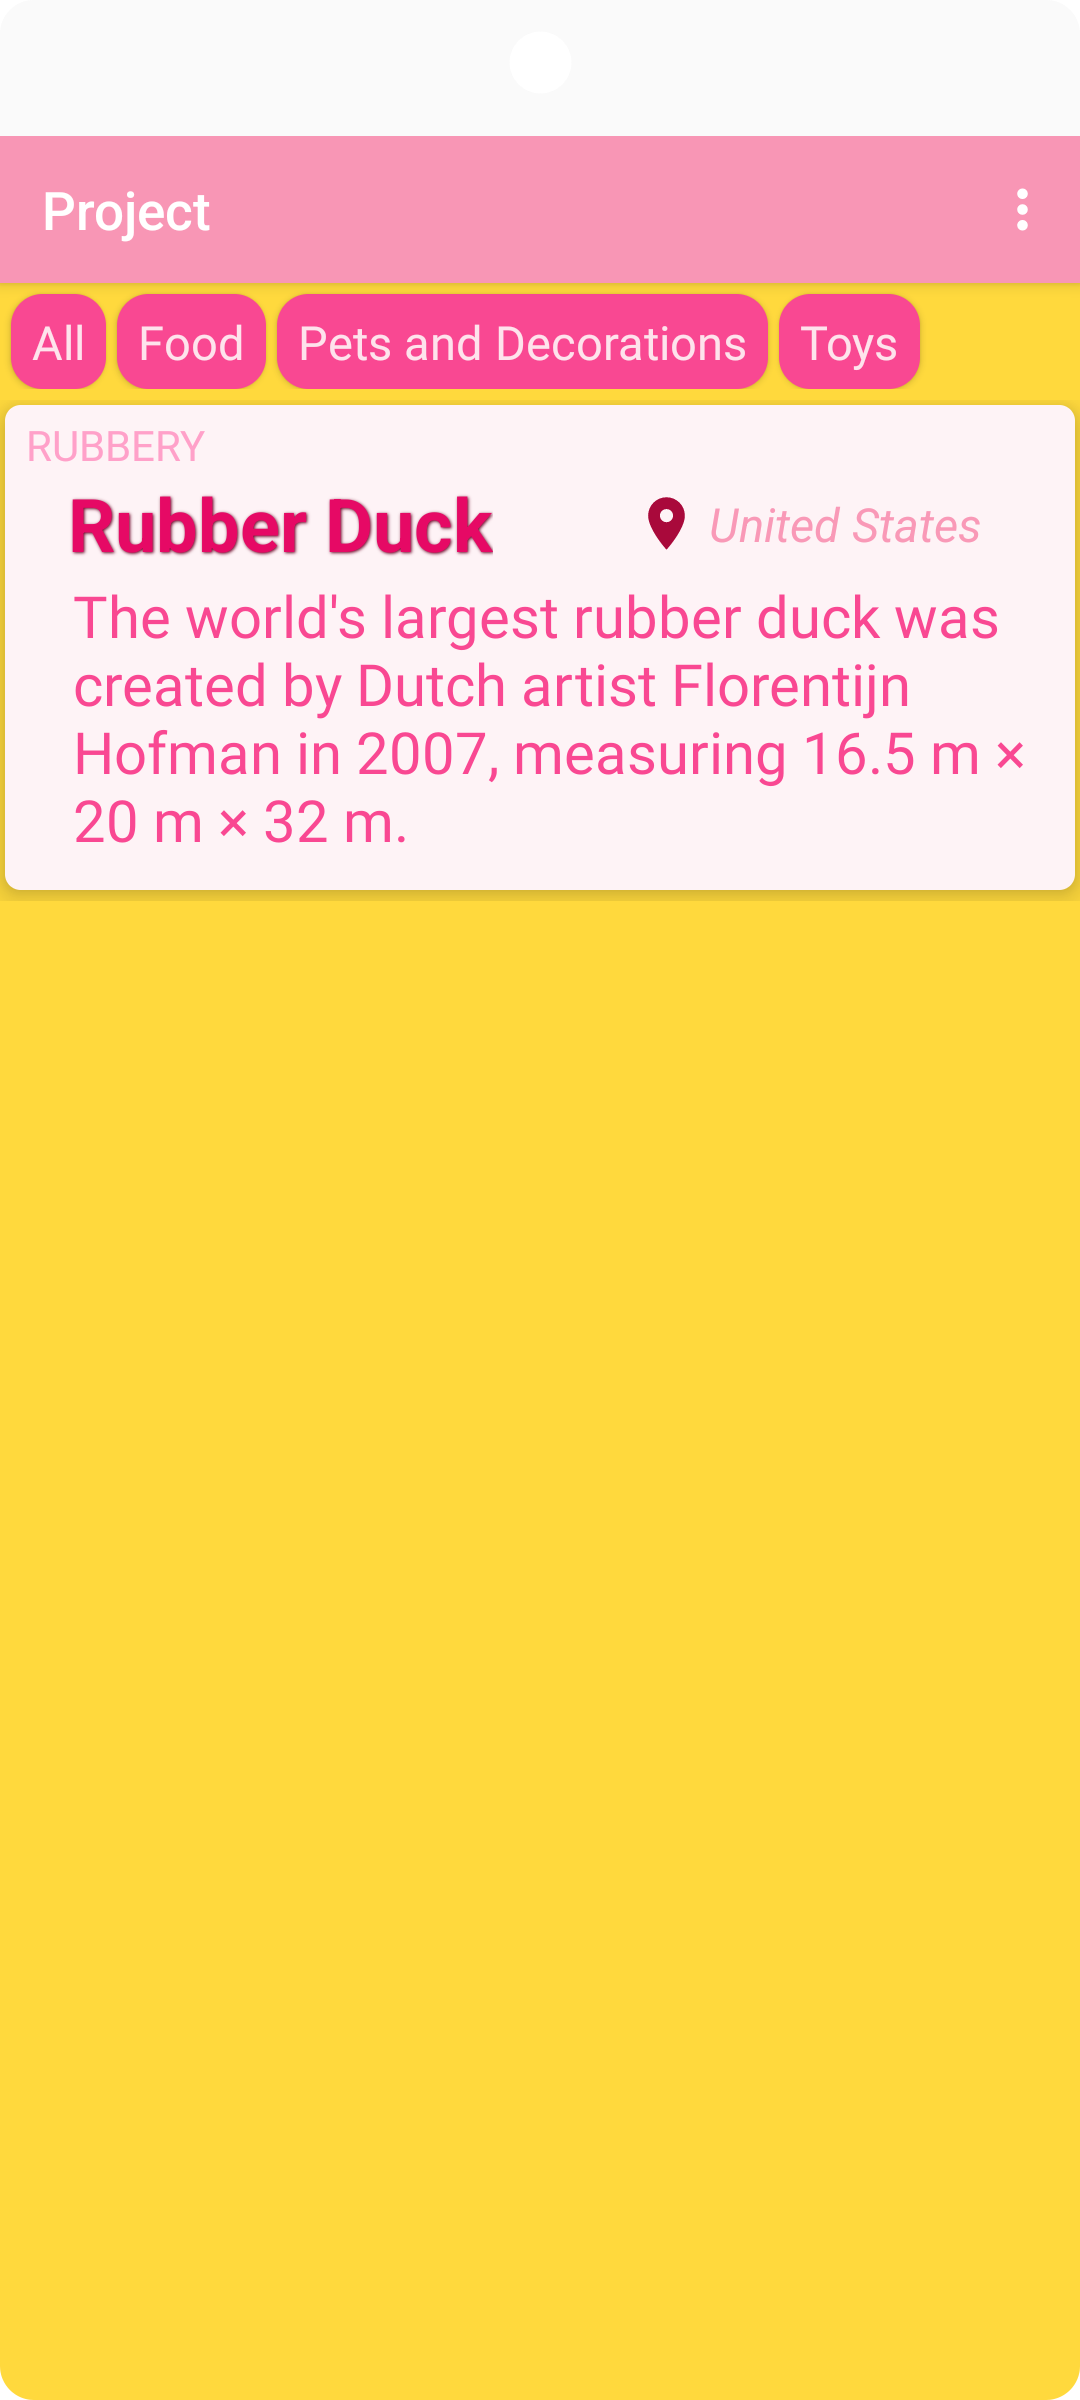 Project
All Food Pets and Decorations Toys
RUBBERY
Rubber Duck United States
The world's largest rubber duck was
created by Dutch artist Florentijn
Hofman in 2007, measuring 16.5 m ×
20 m × 32 m.